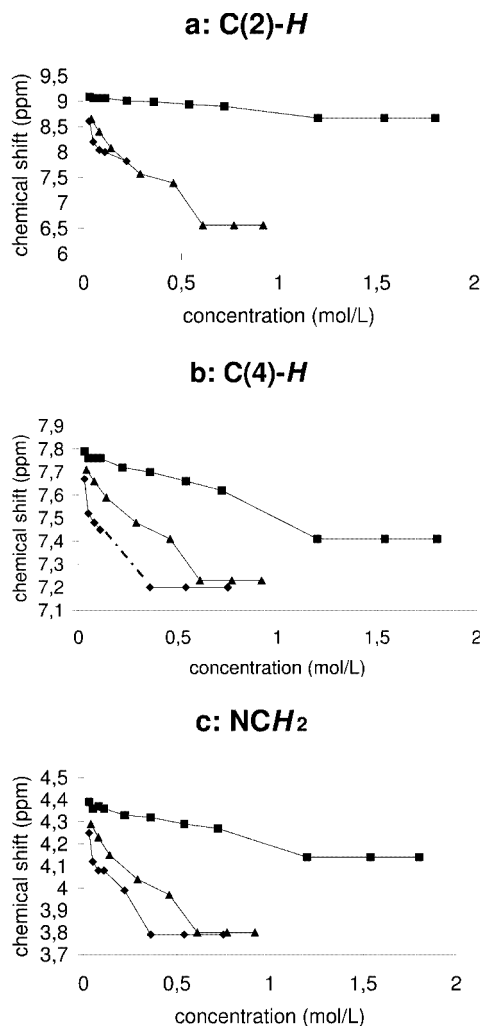 a: C(2)-H
chemical shift (ppm)
9,5
9
8,5
8
7,5
7
6,5
6
0 0,5 1 1,5 2
concentration (mol/L)
b: C(4)-H
chemical shift (ppm)
7,9
7,8
7,7
7,6
7,5
7,4
7,3
7,2
7,1
0 0,5 1 1,5 2
concentration (mol/L)
c: NCH2
chemical shift (ppm)
4,5
4,4
4,3
4,2
4,1
4
3,9
3,8
3,7
0 0,5 1 1,5 2
concentration (mol/L)